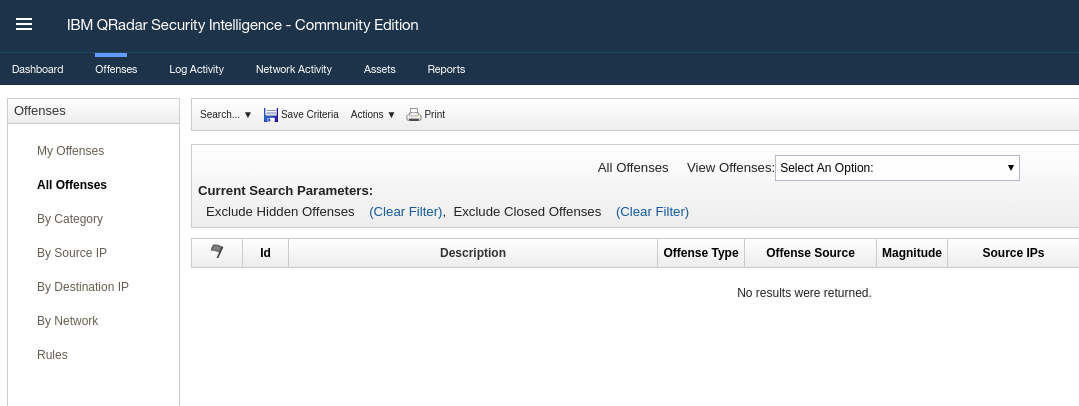 IBM QRadar Security Intelligence - Community Edition
Dashboard Offenses Log Activity Network Activity Assets Reports
Offenses
My Offenses
All Offenses
By Category
By Source IP
By Destination IP
By Network
Rules
Search... ▼ Save Criteria Actions ▼ Print
All Offenses View Offenses: Select An Option: ▼
Current Search Parameters:
Exclude Hidden Offenses (Clear Filter), Exclude Closed Offenses (Clear Filter)
Id Description Offense Type Offense Source Magnitude Source IPs
No results were returned.